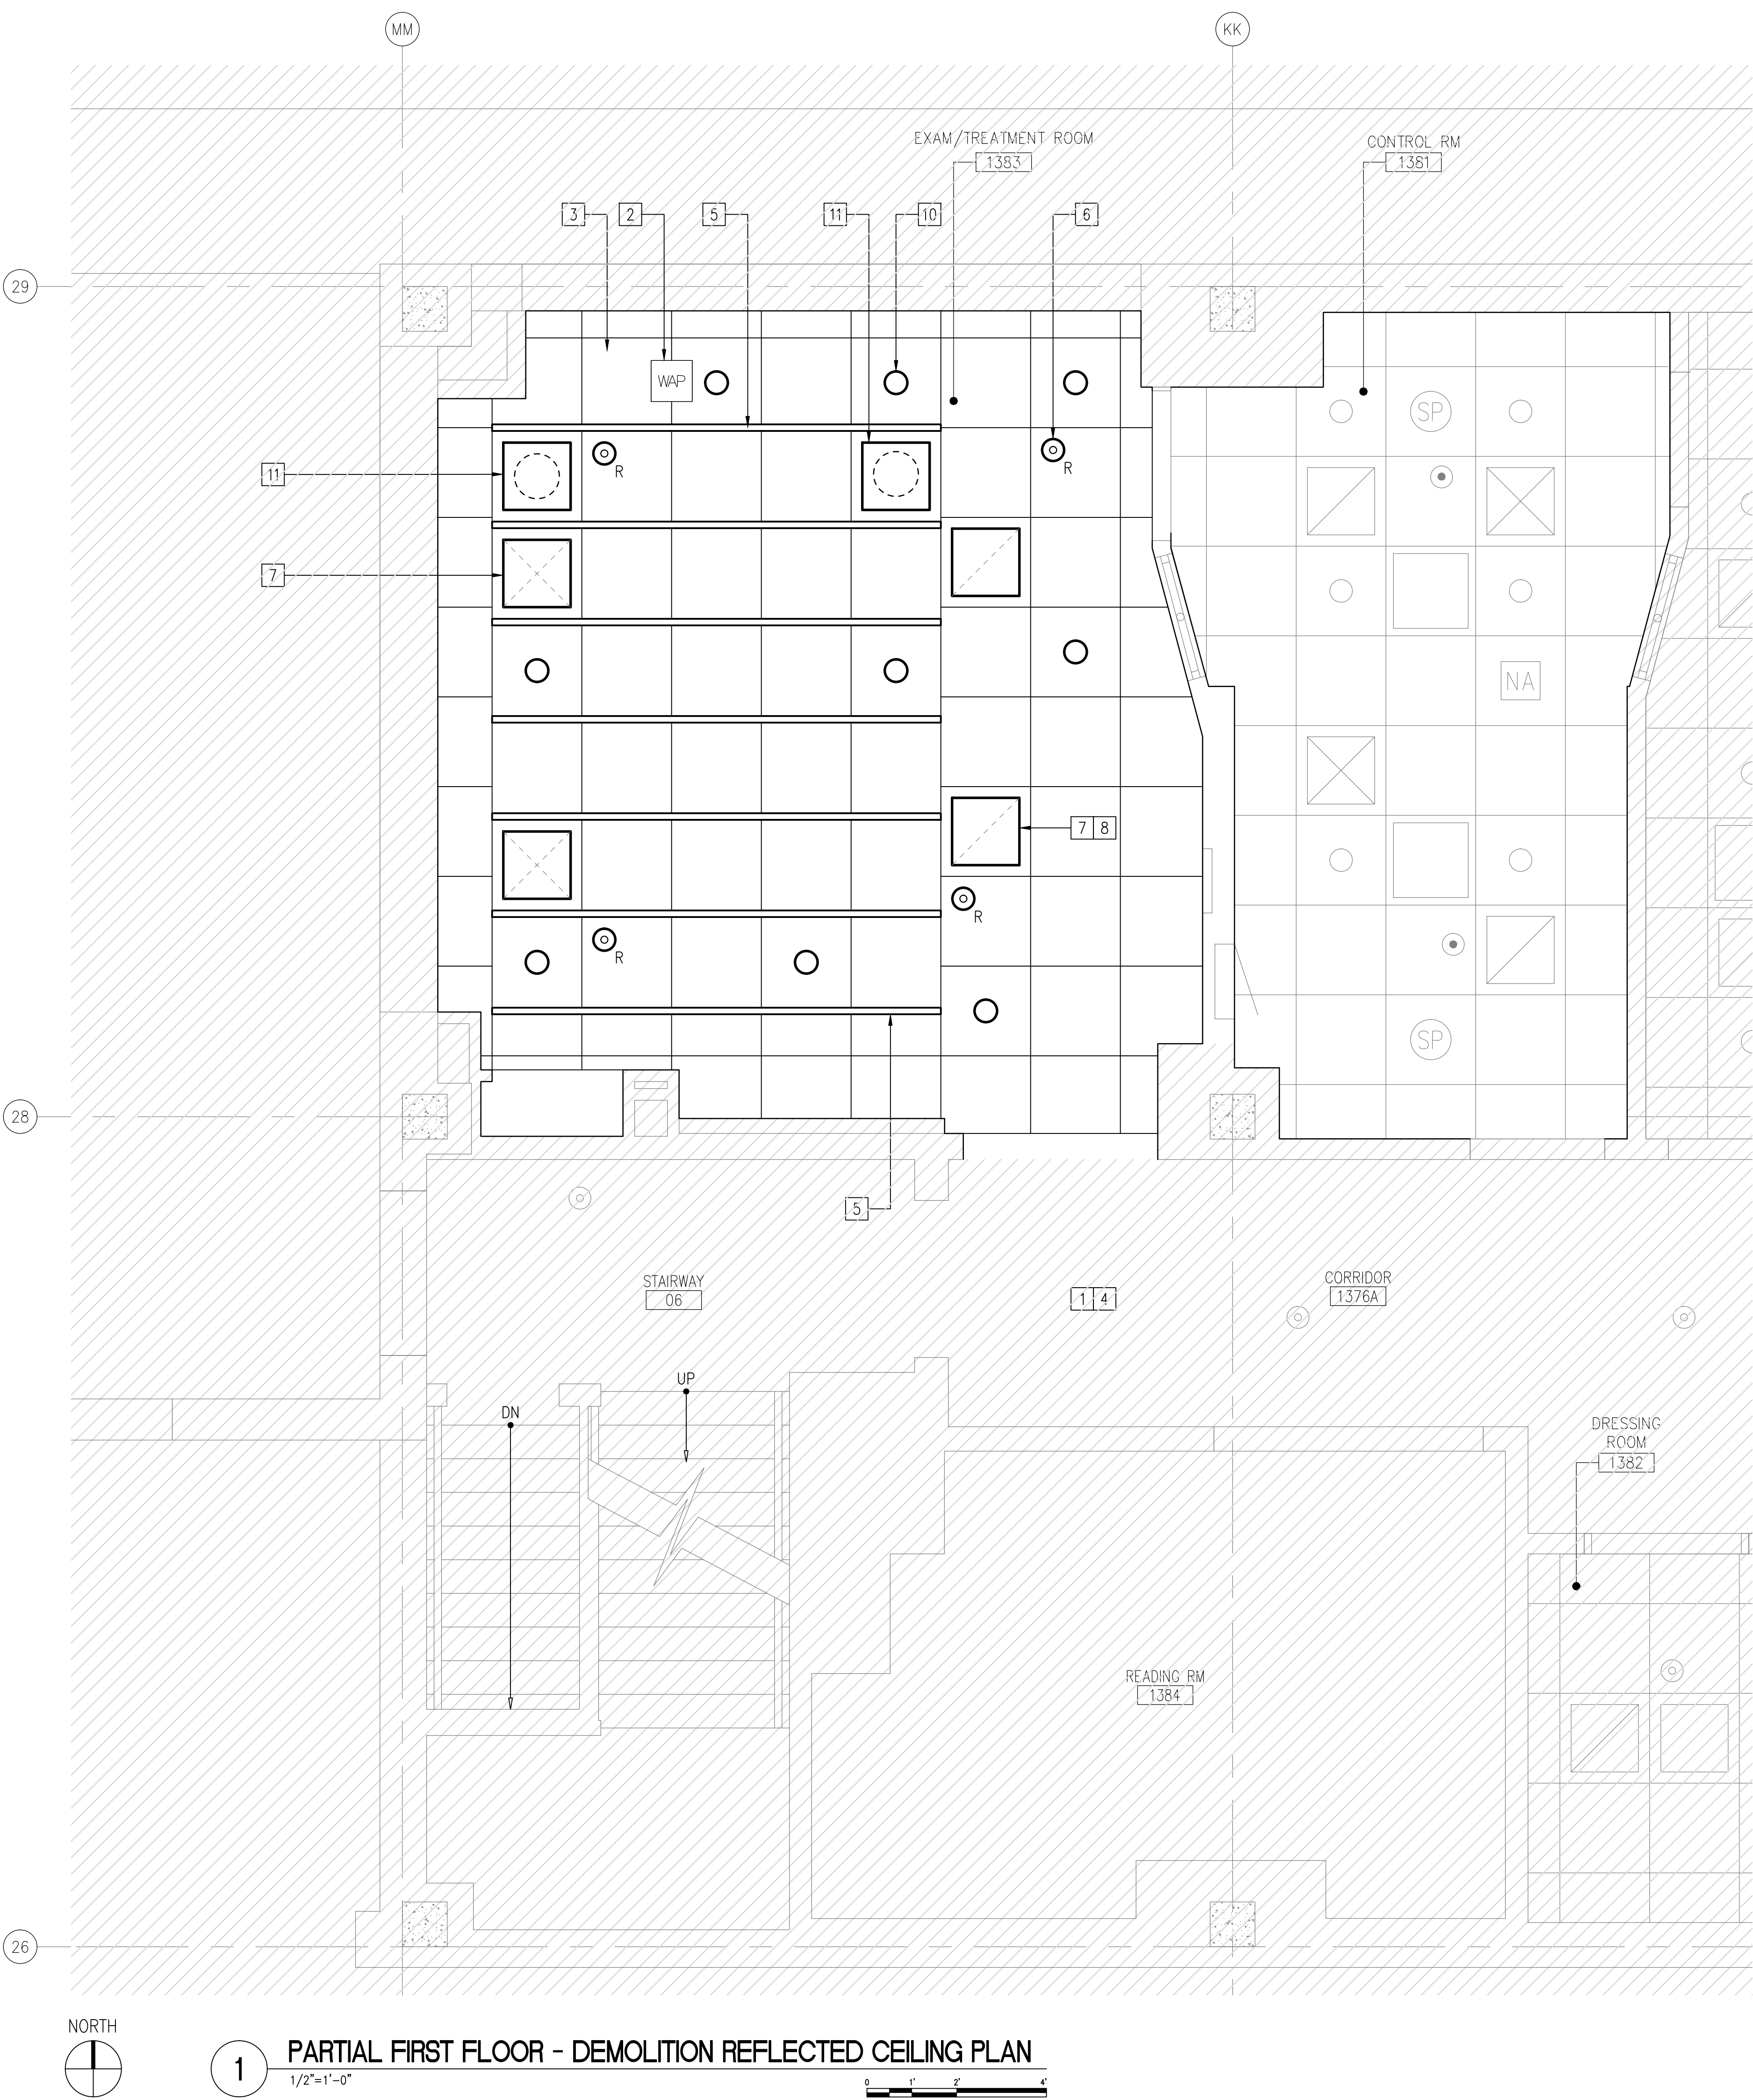 MM
KK
EXAM/TREATMENT ROOM
1383
CONTROL RM
1381
3
2
5
11
10
6
29
WAP
SP
R
R
11
7
NA
7 8
R
R
SP
28
5
STAIRWAY
06
1 4
CORRIDOR
1376A
UP
DN
DRESSING
ROOM
1382
READING RM
1384
26
NORTH
1
PARTIAL FIRST FLOOR - DEMOLITION REFLECTED CEILING PLAN
1/2"=1'-0"
0 1' 2' 4'